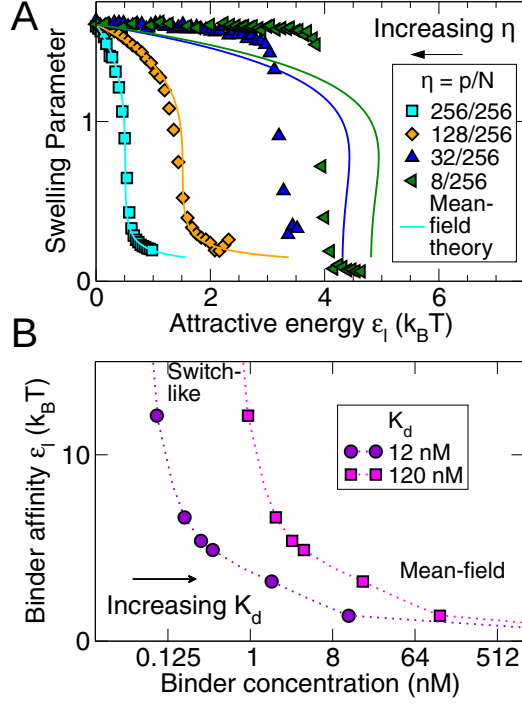 A
Increasing η
η = p/N
256/256
128/256
32/256
8/256
Mean-
field
theory
Swelling Parameter
1
0
0
2
4
6
Attractive energy ε_l (k_BT)
B
Switch-
like
K_d
12 nM
120 nM
Binder affinity ε_l (k_BT)
10
0
Mean-field
Increasing K_d
0.125
1
8
64
512
Binder concentration (nM)